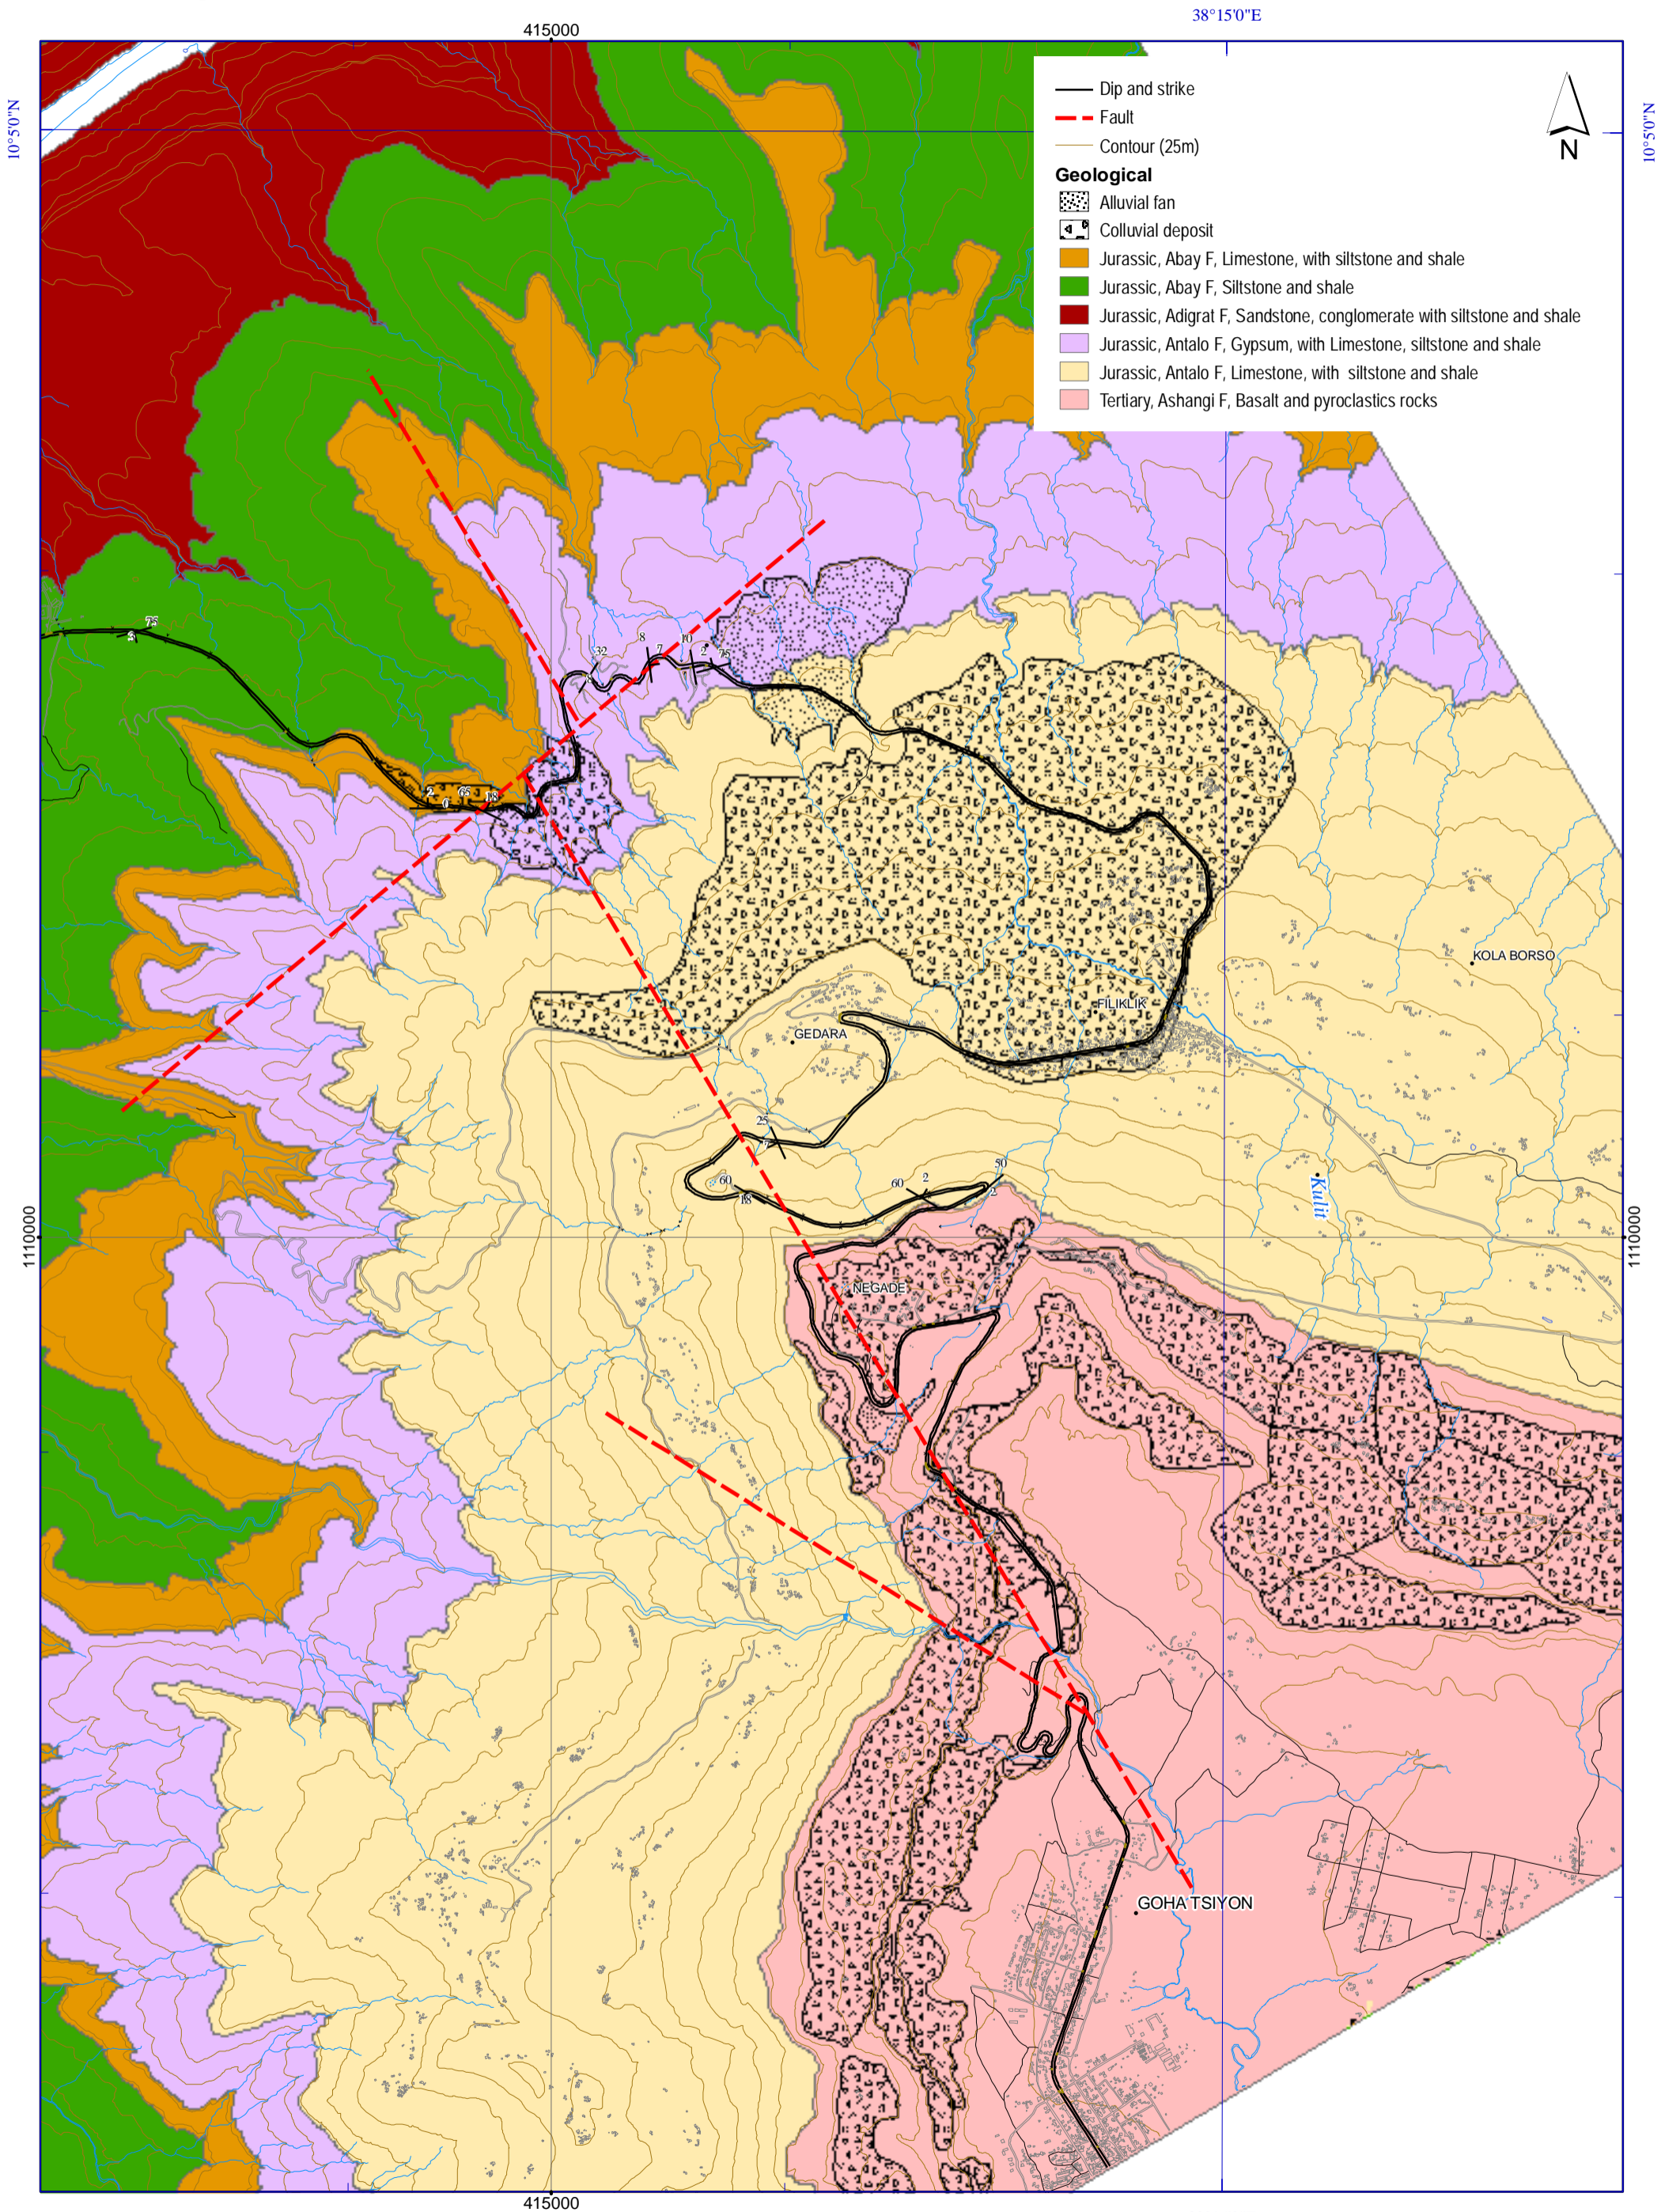 38°15'0"E
415000
10°5'0"N
10°5'0"N
Dip and strike
Fault
Contour (25m)
N
Geological
Alluvial fan
Colluvial deposit
Jurassic, Abay F, Limestone, with siltstone and shale
Jurassic, Abay F, Siltstone and shale
Jurassic, Adigrat F, Sandstone, conglomerate with siltstone and shale
Jurassic, Antalo F, Gypsum, with Limestone, siltstone and shale
Jurassic, Antalo F, Limestone, with siltstone and shale
Tertiary, Ashangi F, Basalt and pyroclastics rocks
75
3
32
8
7
10
2
75
2
65
18
KOLA BORSO
FILIKLIK
GEDARA
25
7
60
18
60
2
50
2
Kulit
1110000
1110000
NEGADE
GOHA TSIYON
415000